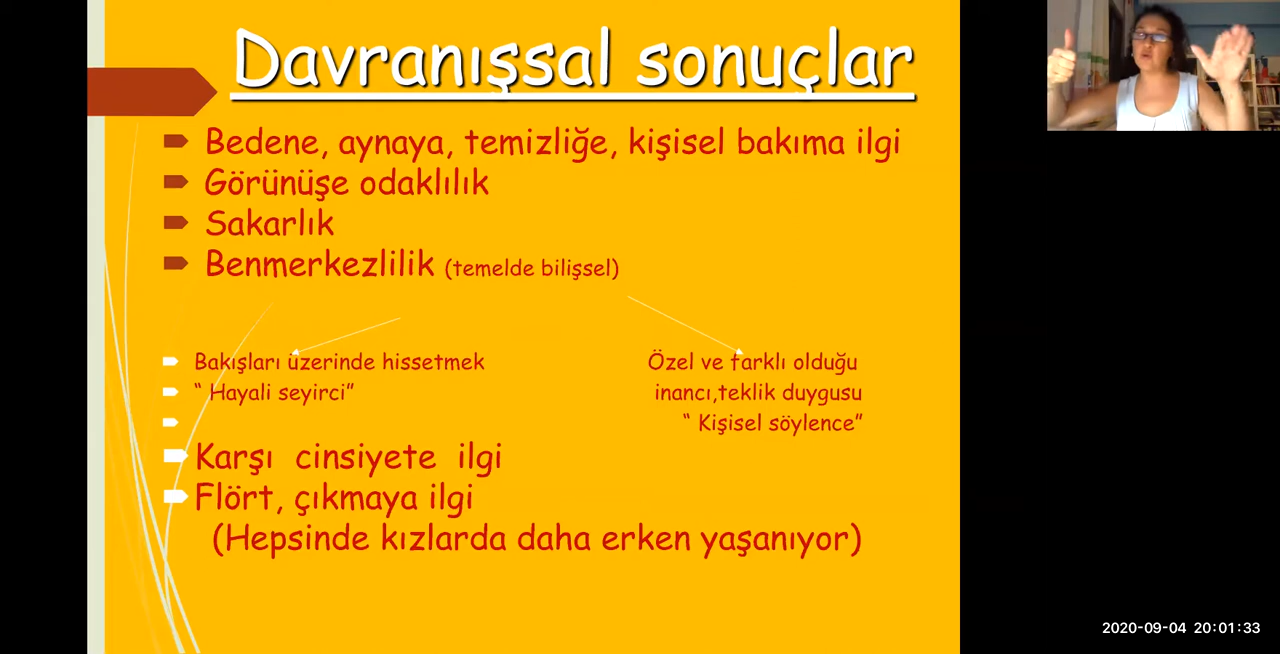 Davranışsal sonuçlar
Bedene, aynaya, temizliğe, kişisel bakıma ilgi
Görünüşe odaklılık
Sakarlık
Benmerkezlilik (temelde bilişsel)
Bakışları üzerinde hissetmek
“ Hayali seyirci”
Özel ve farklı olduğu
inancı,teklik duygusu
“ Kişisel söylence”
Karşı cinsiyete ilgi
Flört, çıkmaya ilgi
(Hepsinde kızlarda daha erken yaşanıyor)
2020-09-04 20:01:33